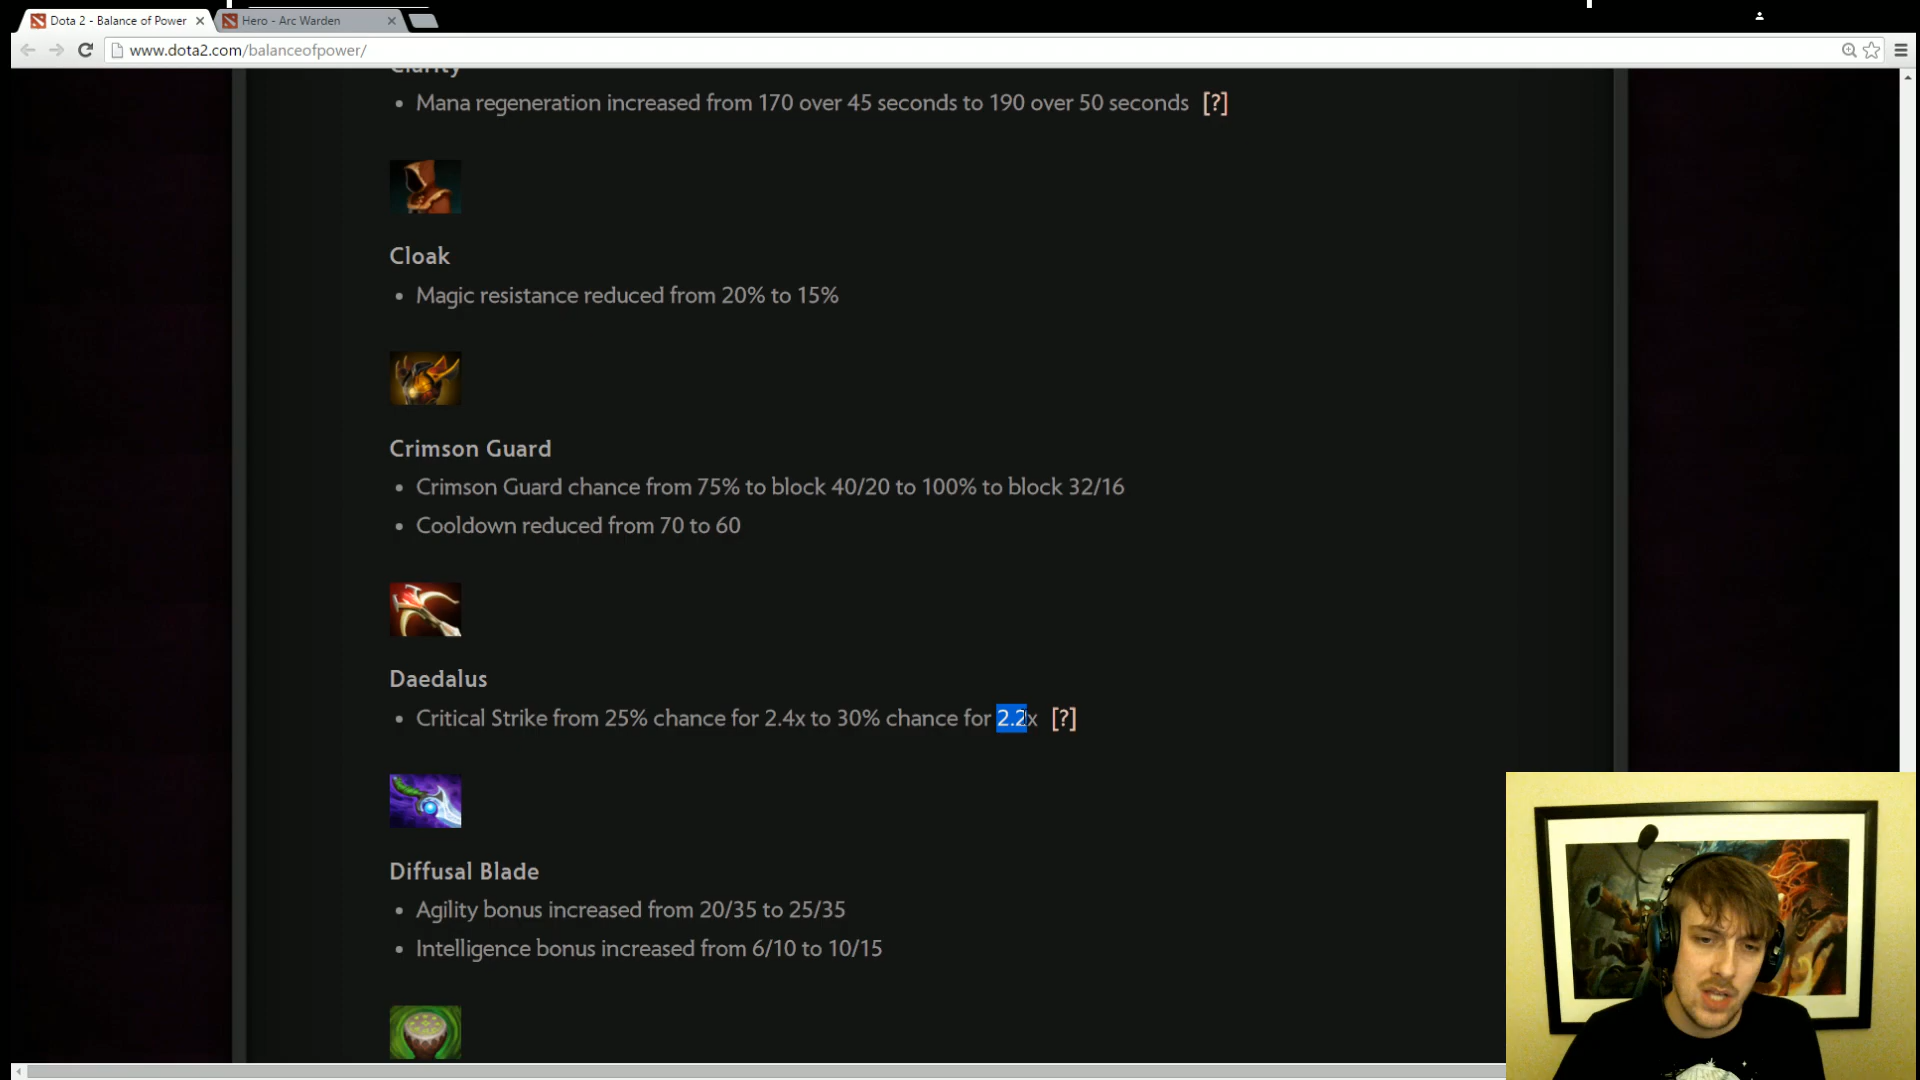 Dota 2 - Balance of Power
Hero - Arc Warden
www.dota2.com/balanceofpower/
Clarity
• Mana regeneration increased from 170 over 45 seconds to 190 over 50 seconds [?]
Cloak
• Magic resistance reduced from 20% to 15%
Crimson Guard
• Crimson Guard chance from 75% to block 40/20 to 100% to block 32/16
• Cooldown reduced from 70 to 60
Daedalus
• Critical Strike from 25% chance for 2.4x to 30% chance for 2.2x [?]
Diffusal Blade
• Agility bonus increased from 20/35 to 25/35
• Intelligence bonus increased from 6/10 to 10/15